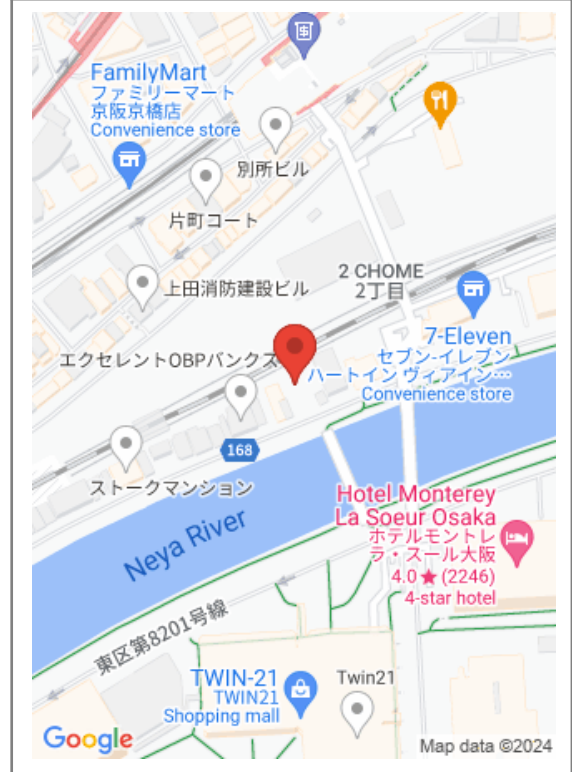 FamilyMart
ファミリーマート
京阪京橋店
Convenience store
別所ビル
片町コート
2 CHOME
2丁目
上田消防建設ビル
7-Eleven
セブン-イレブン
ハートイン ヴィアイン…
Convenience store
エクセレントOBPバンクス
168
ストークマンション
Neya River
Hotel Monterey
La Soeur Osaka
ホテルモントレ
ラ・スール大阪
4.0★(2246)
4-star hotel
東区第8201号線
TWIN-21
TWIN21
Shopping mall
Twin21
Google
Map data ©2024